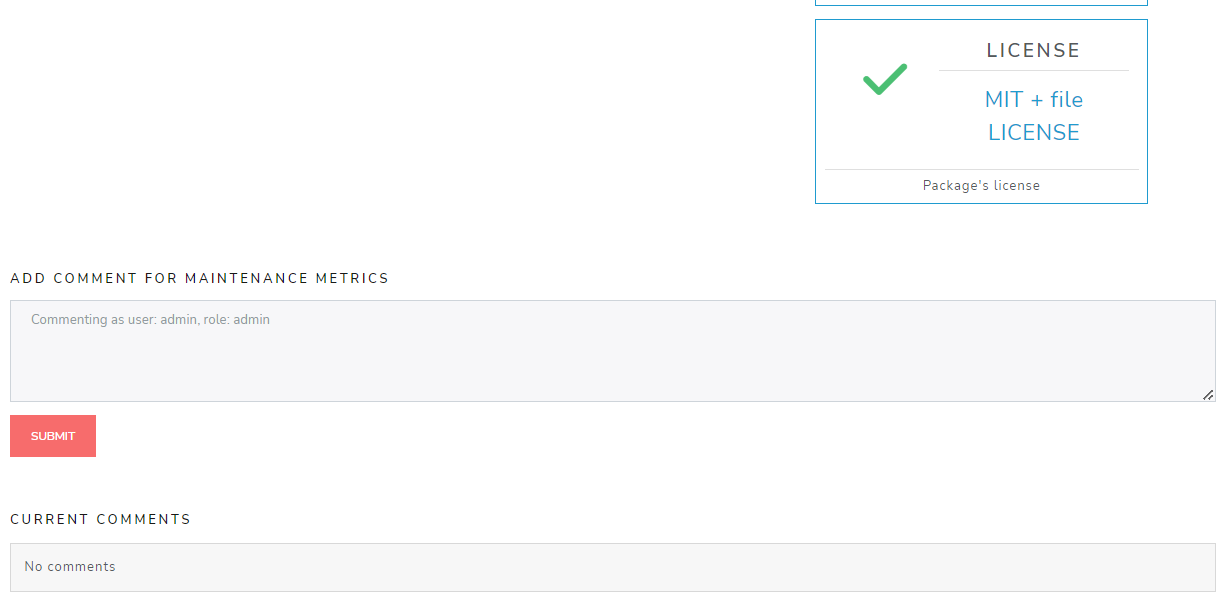 LICENSE
MIT + file
LICENSE
Package's license
ADD COMMENT FOR MAINTENANCE METRICS
Commenting as user: admin, role: admin
SUBMIT
CURRENT COMMENTS
No comments